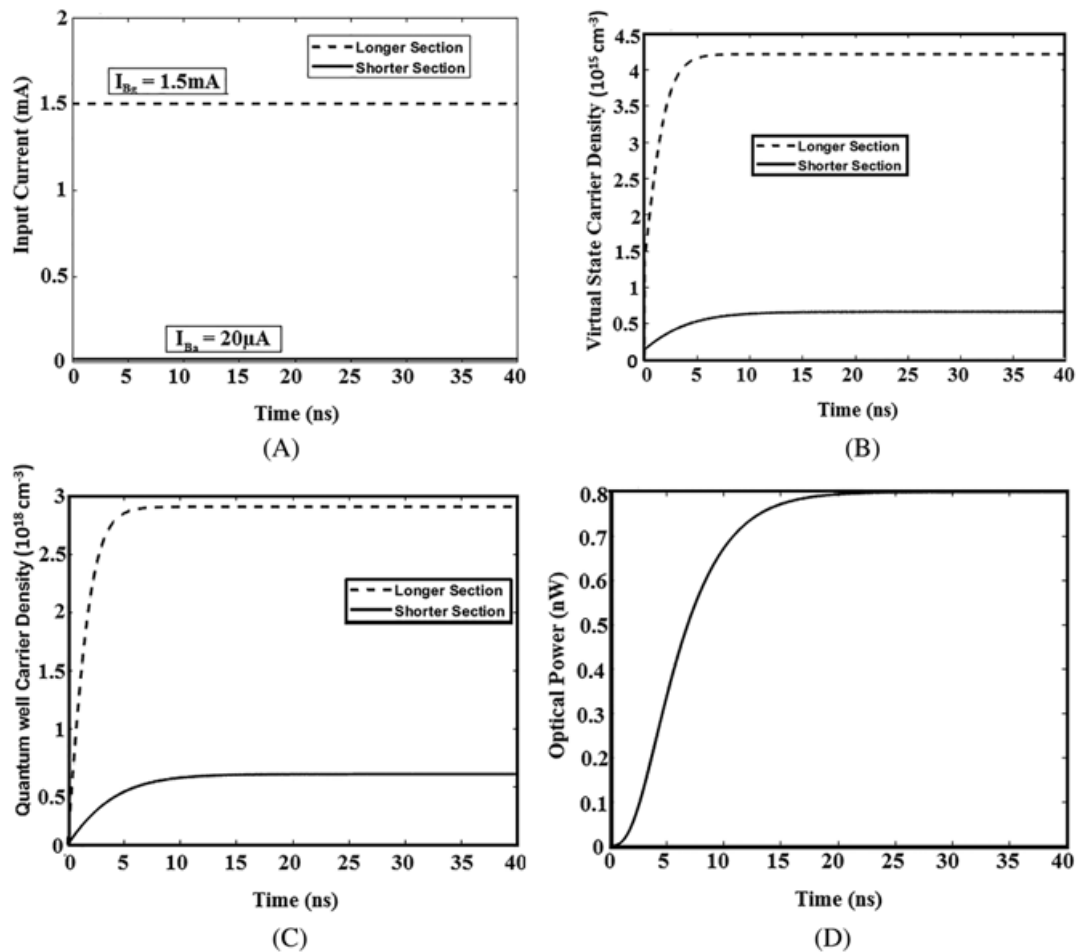 2
1.5
1
0.5
0
0 5 10 15 20 25 30 35 40
Input Current (mA)
Time (ns)
Longer Section
Shorter Section
I_Bg = 1.5mA
I_Ba = 20μA
(A)
4.5
4
3.5
3
2.5
2
1.5
1
0.5
0
0 5 10 15 20 25 30 35 40
Virtual State Carrier Density (10¹⁵ cm⁻³)
Time (ns)
Longer Section
Shorter Section
(B)
3
2.5
2
1.5
1
0.5
0
0 5 10 15 20 25 30 35 40
Quantum well Carrier Density (10¹⁸ cm⁻³)
Time (ns)
Longer Section
Shorter Section
(C)
0.8
0.7
0.6
0.5
0.4
0.3
0.2
0.1
0
0 5 10 15 20 25 30 35 40
Optical Power (nW)
Time (ns)
(D)